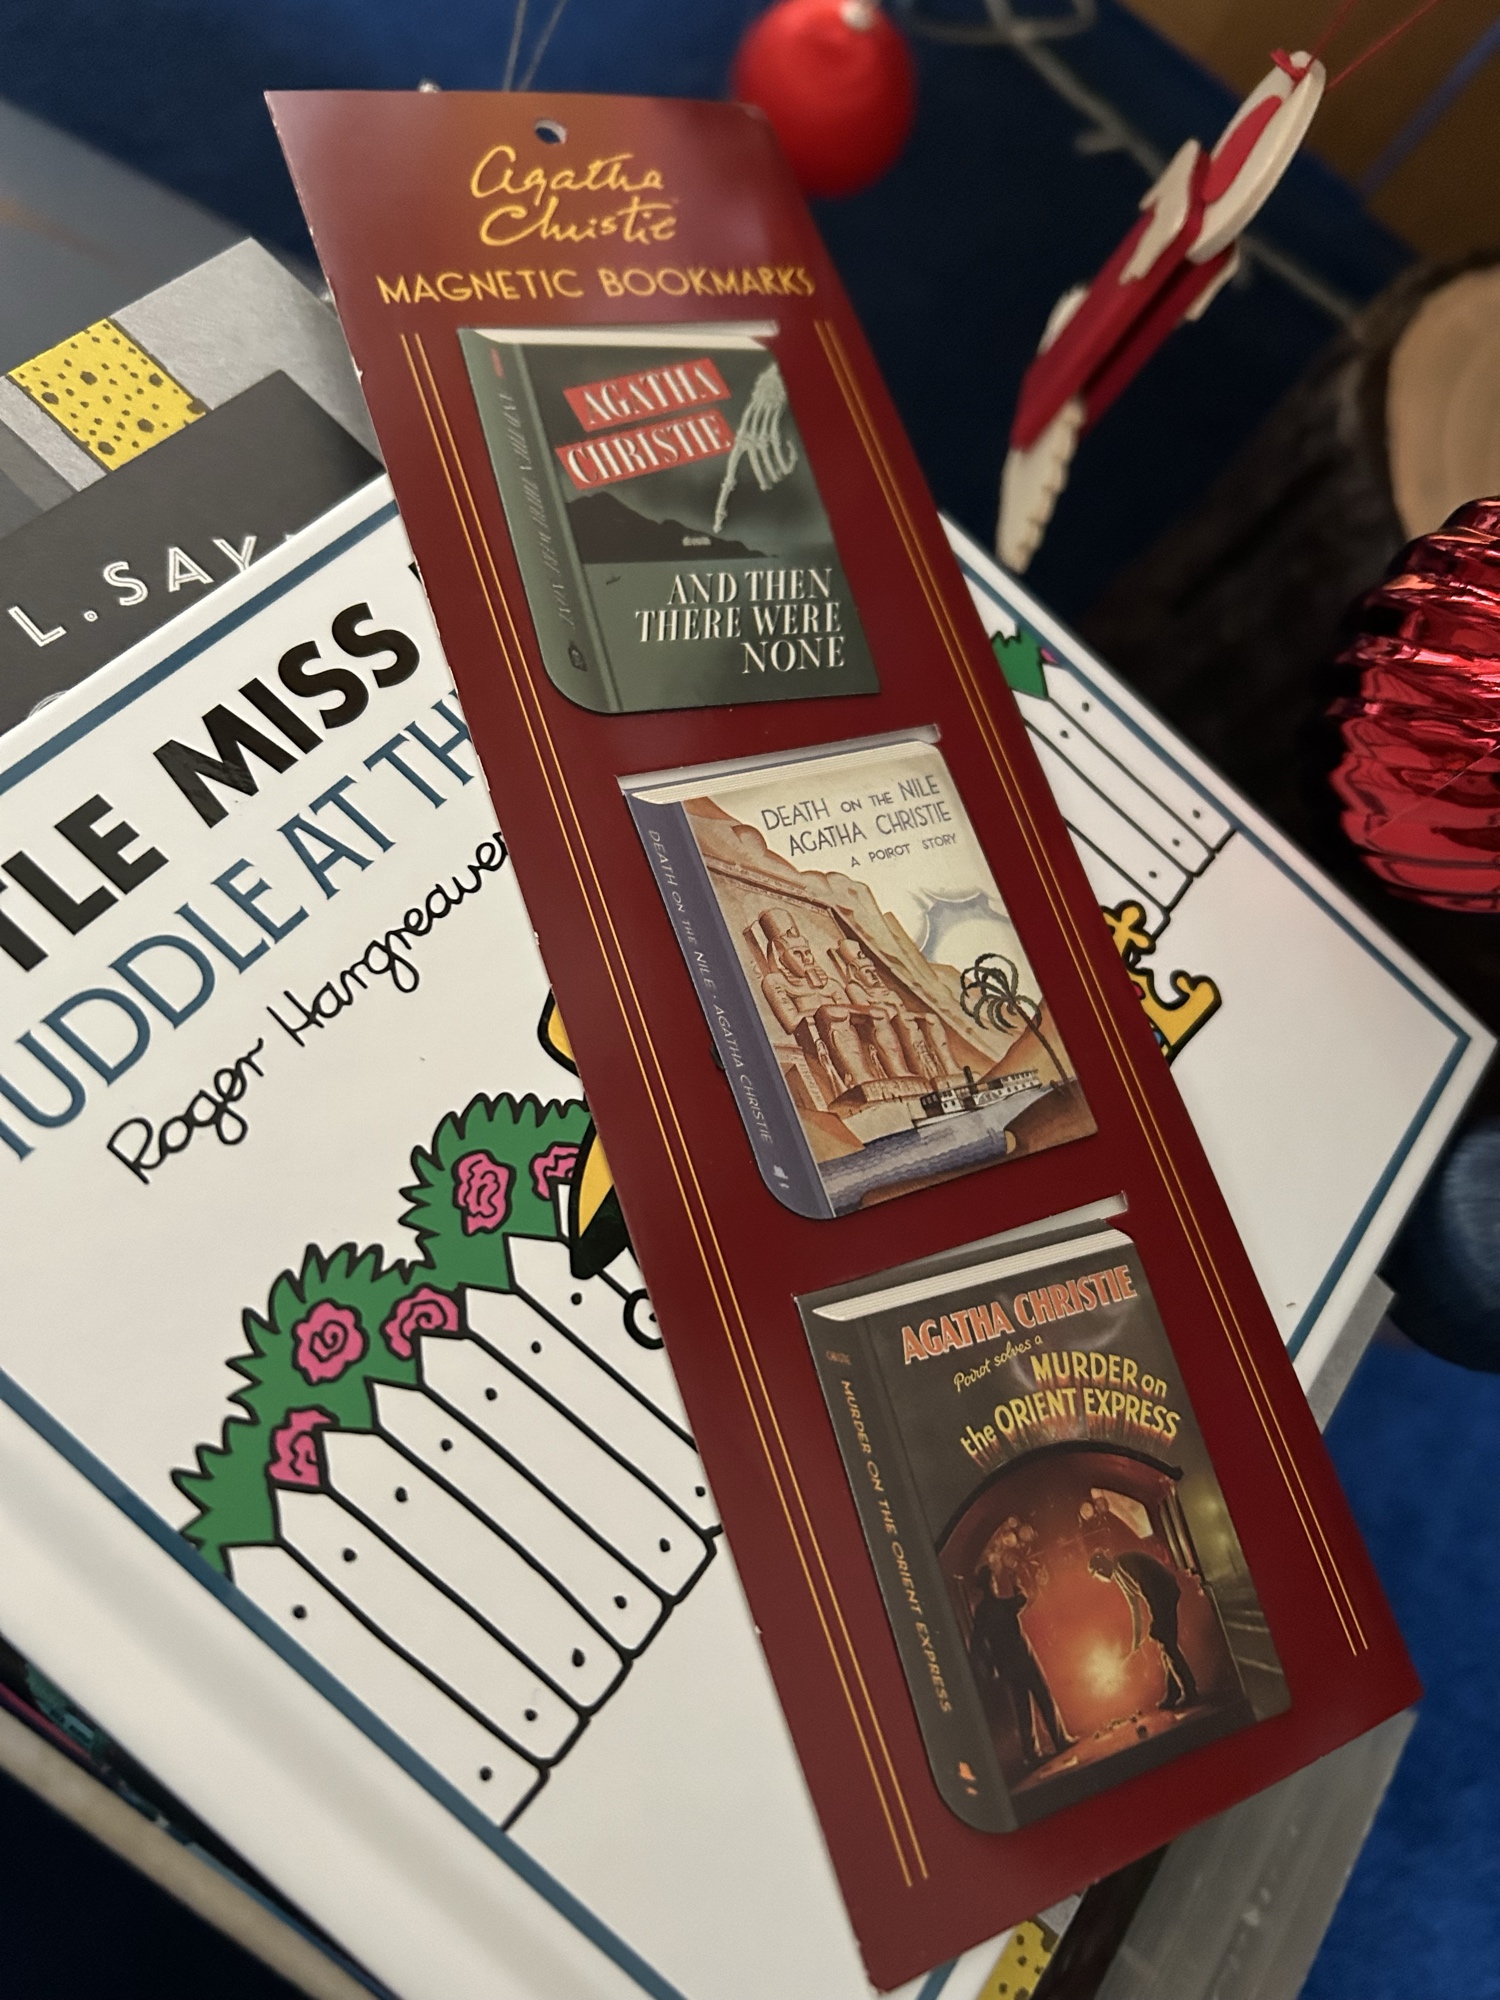 Agatha
Christie
MAGNETIC BOOKMARKS
AGATHA
CHRISTIE
AND THEN
THERE WERE
NONE
DEATH ON THE NILE
AGATHA CHRISTIE
A POIROT STORY
DEATH ON THE NILE · AGATHA CHRISTIE
AGATHA CHRISTIE
Poirot solves a
MURDER on
the ORIENT EXPRESS
CHRISTIE MURDER ON THE ORIENT EXPRESS
L. SAY
TLE MISS
UDDLE AT TH
Roger Hargreaves